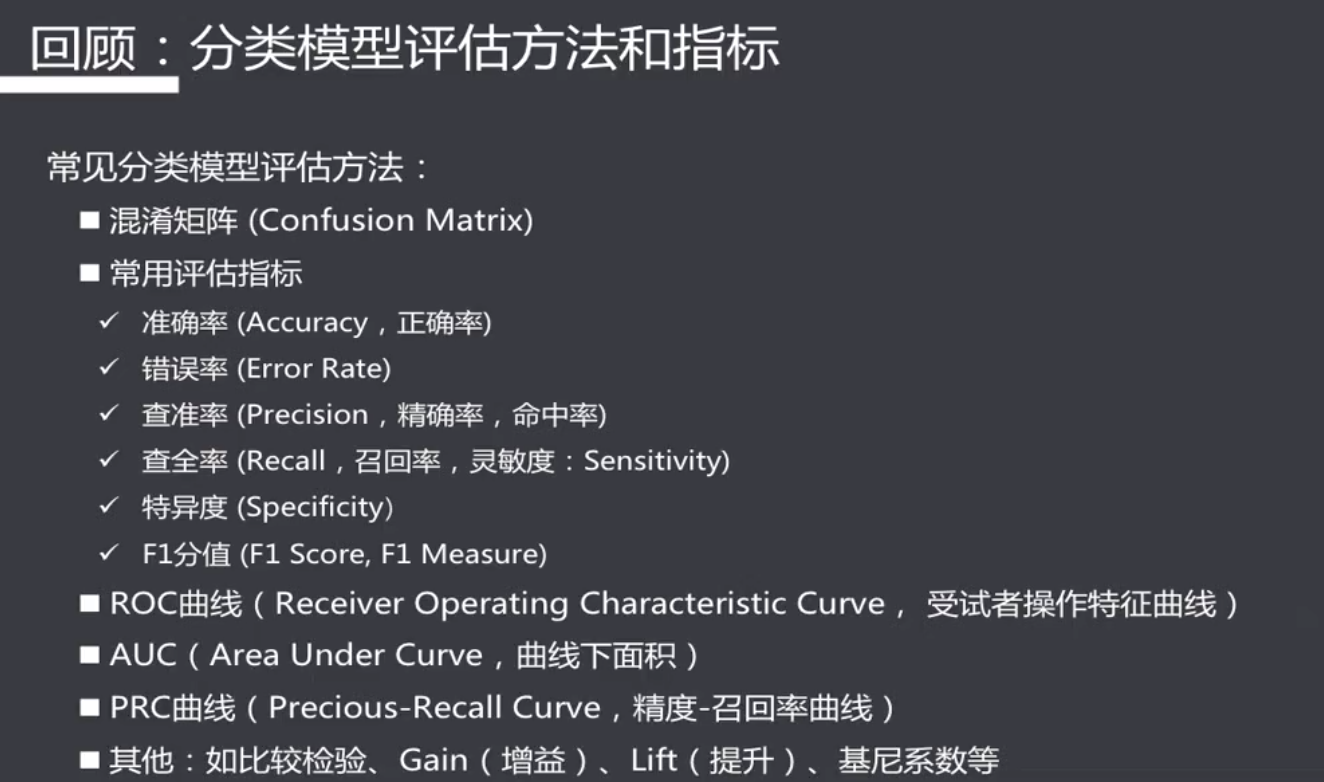 回顾：分类模型评估方法和指标
常见分类模型评估方法：
■ 混淆矩阵 (Confusion Matrix)
■ 常用评估指标
✓ 准确率 (Accuracy，正确率)
✓ 错误率 (Error Rate)
✓ 查准率 (Precision，精确率，命中率)
✓ 查全率 (Recall，召回率，灵敏度：Sensitivity)
✓ 特异度 (Specificity）
✓ F1分值 (F1 Score, F1 Measure)
■ ROC曲线（Receiver Operating Characteristic Curve， 受试者操作特征曲线）
■ AUC（Area Under Curve，曲线下面积）
■ PRC曲线（Precious-Recall Curve，精度-召回率曲线）
■ 其他：如比较检验、Gain（增益）、Lift（提升）、基尼系数等